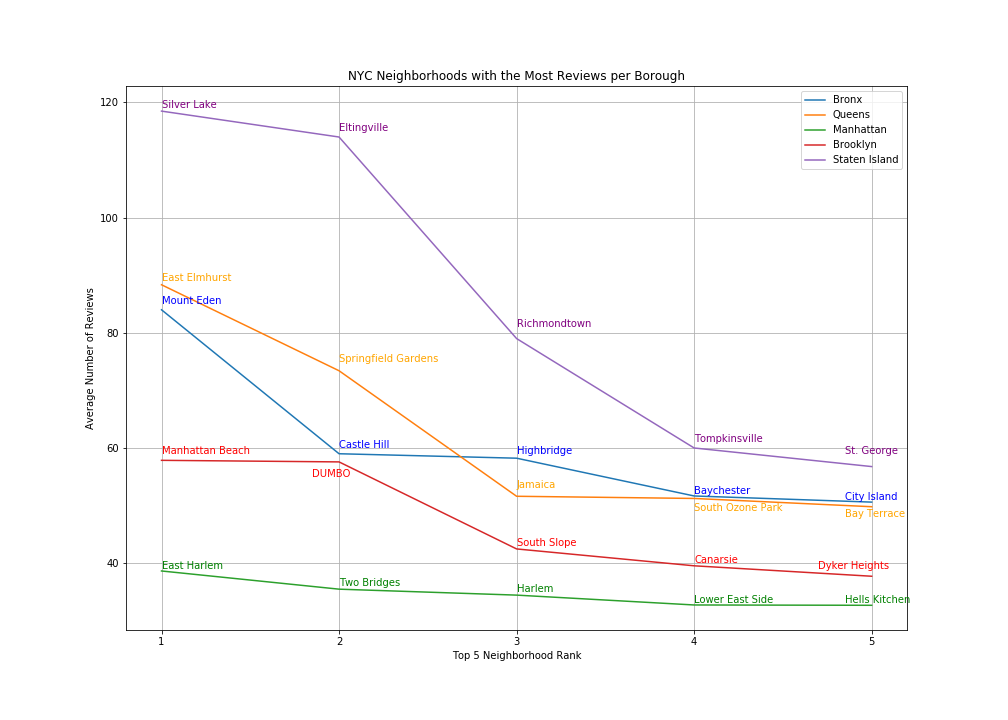 NYC Neighborhoods with the Most Reviews per Borough
Average Number of Reviews
120
100
80
60
40
Bronx
Queens
Manhattan
Brooklyn
Staten Island
Silver Lake
Eltingville
Richmondtown
Tompkinsville
St. George
East Elmhurst
Springfield Gardens
Jamaica
South Ozone Park
Bay Terrace
Mount Eden
Castle Hill
Highbridge
Baychester
City Island
Manhattan Beach
DUMBO
South Slope
Canarsie
Dyker Heights
East Harlem
Two Bridges
Harlem
Lower East Side
Hells Kitchen
1 2 3 4 5
Top 5 Neighborhood Rank